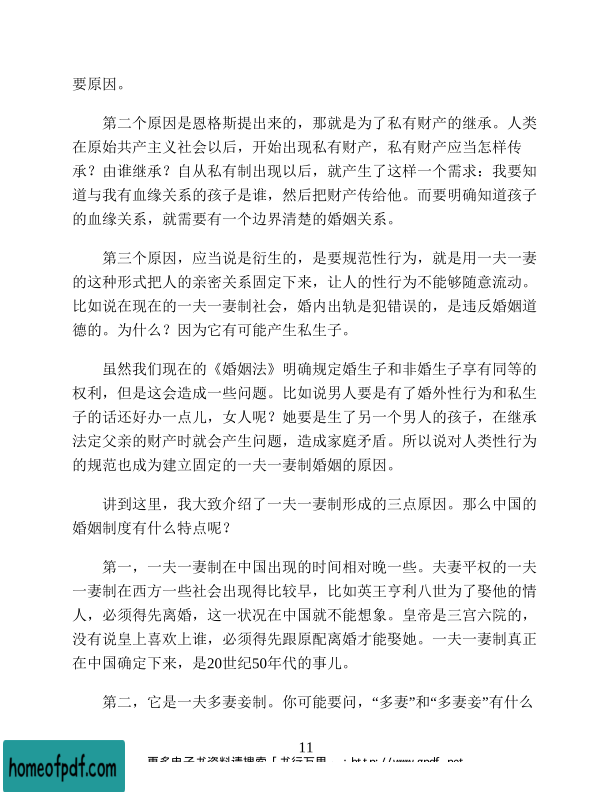 要原因。
第二个原因是恩格斯提出来的，那就是为了私有财产的继承。人类
在原始共产主义社会以后，开始出现私有财产，私有财产应当怎样传
承？由谁继承？自从私有制出现以后，就产生了这样一个需求：我要知
道与我有血缘关系的孩子是谁，然后把财产传给他。而要明确知道孩子
的血缘关系，就需要有一个边界清楚的婚姻关系。
第三个原因，应当说是衍生的，是要规范性行为，就是用一夫一妻
的这种形式把人的亲密关系固定下来，让人的性行为不能够随意流动。
比如说在现在的一夫一妻制社会，婚内出轨是犯错误的，是违反婚姻道
德的。为什么？因为它有可能产生私生子。
虽然我们现在的《婚姻法》明确规定婚生子和非婚生子享有同等的
权利，但是这会造成一些问题。比如说男人要是有了婚外性行为和私生
子的话还好办一点儿，女人呢？她要是生了另一个男人的孩子，在继承
法定父亲的财产时就会产生问题，造成家庭矛盾。所以说对人类性行为
的规范也成为建立固定的一夫一妻制婚姻的原因。
讲到这里，我大致介绍了一夫一妻制形成的三点原因。那么中国的
婚姻制度有什么特点呢？
第一，一夫一妻制在中国出现的时间相对晚一些。夫妻平权的一夫
一妻制在西方一些社会出现得比较早，比如英王亨利八世为了娶他的情
人，必须得先离婚，这一状况在中国就不能想象。皇帝是三宫六院的，
没有说皇上喜欢上谁，必须得先跟原配离婚才能娶她。一夫一妻制真正
在中国确定下来，是20世纪50年代的事儿。
第二，它是一夫多妻妾制。你可能要问，“多妻”和“多妻妾”有什么
11
更多电子书资料请搜索「书行万里
homeofpdf.com